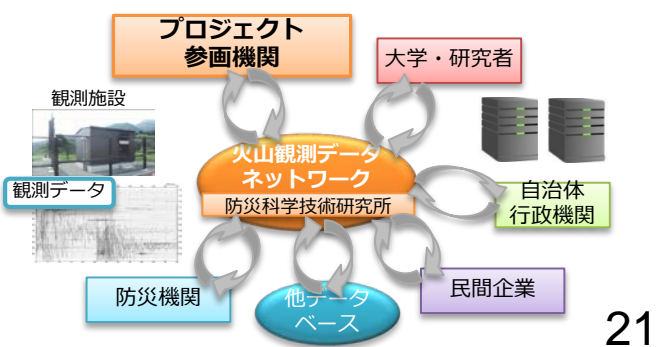 プロジェクト
参画機関
大学・研究者
観測施設
火山観測データ
ネットワーク
防災科学技術研究所
観測データ
自治体
行政機関
防災機関
他データ
ベース
民間企業
21